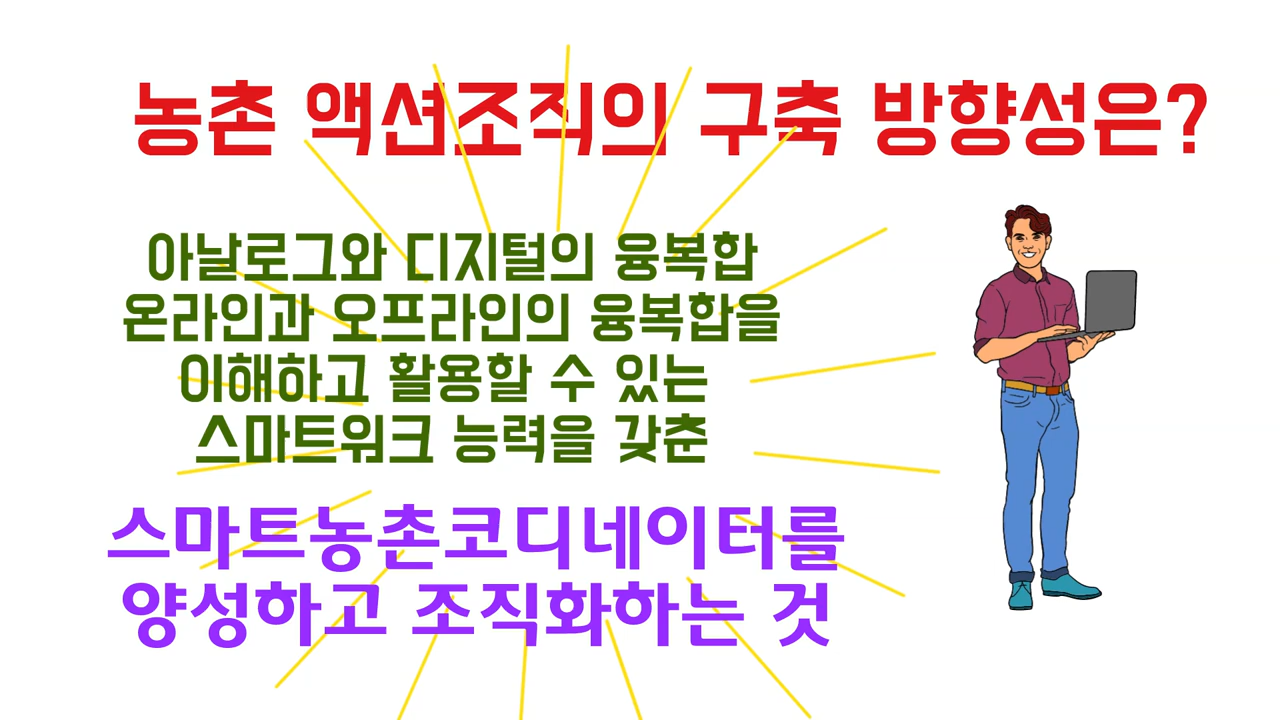 농촌 액션조직의 구축 방향성은?
아날로그와 디지털의 융복합
온라인과 오프라인의 융복합을
이해하고 활용할 수 있는
스마트워크 능력을 갖춘
스마트농촌코디네이터를
양성하고 조직화하는 것